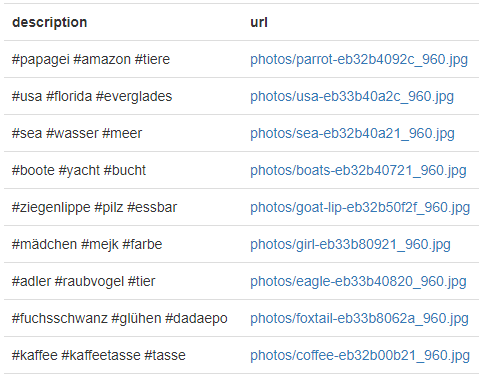 description url
#papagei #amazon #tiere photos/parrot-eb32b4092c_960.jpg
#usa #florida #everglades photos/usa-eb33b40a2c_960.jpg
#sea #wasser #meer photos/sea-eb32b40a21_960.jpg
#boote #yacht #bucht photos/boats-eb32b40721_960.jpg
#ziegenlippe #pilz #essbar photos/goat-lip-eb32b50f2f_960.jpg
#mädchen #mejk #farbe photos/girl-eb33b80921_960.jpg
#adler #raubvogel #tier photos/eagle-eb33b40820_960.jpg
#fuchsschwanz #glühen #dadaepo photos/foxtail-eb33b8062a_960.jpg
#kaffee #kaffeetasse #tasse photos/coffee-eb32b00b21_960.jpg